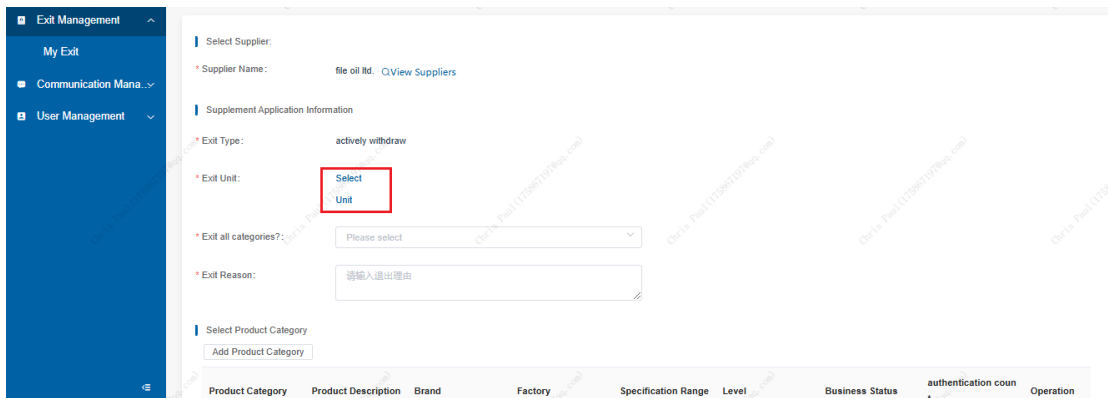 Exit Management
My Exit
Communication Mana..
User Management
Select Supplier:
* Supplier Name: file oil ltd. View Suppliers
Supplement Application Information
* Exit Type: actively withdraw
* Exit Unit: Select
Unit
* Exit all categories?: Please select
* Exit Reason: 请输入退出理由
Select Product Category
Add Product Category
Product Category Product Description Brand Factory Specification Range Level Business Status authentication coun Operation